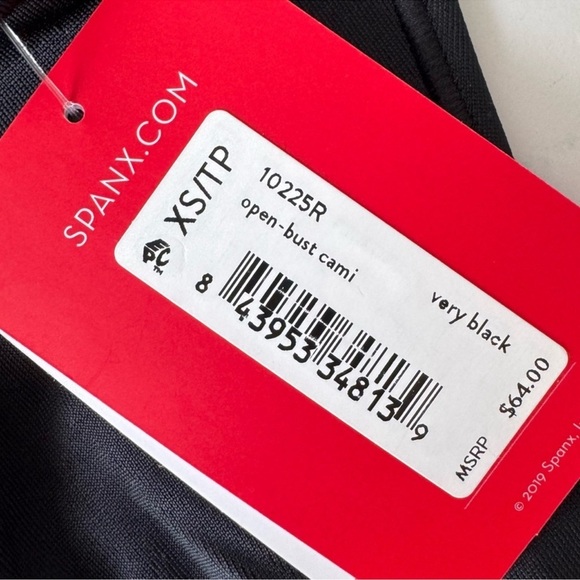 SPANX.COM
XS/TP
10225R
open-bust cami
very black
EPC™
8 43953 34813 9
MSRP $64.00
© 2019 Spanx, I